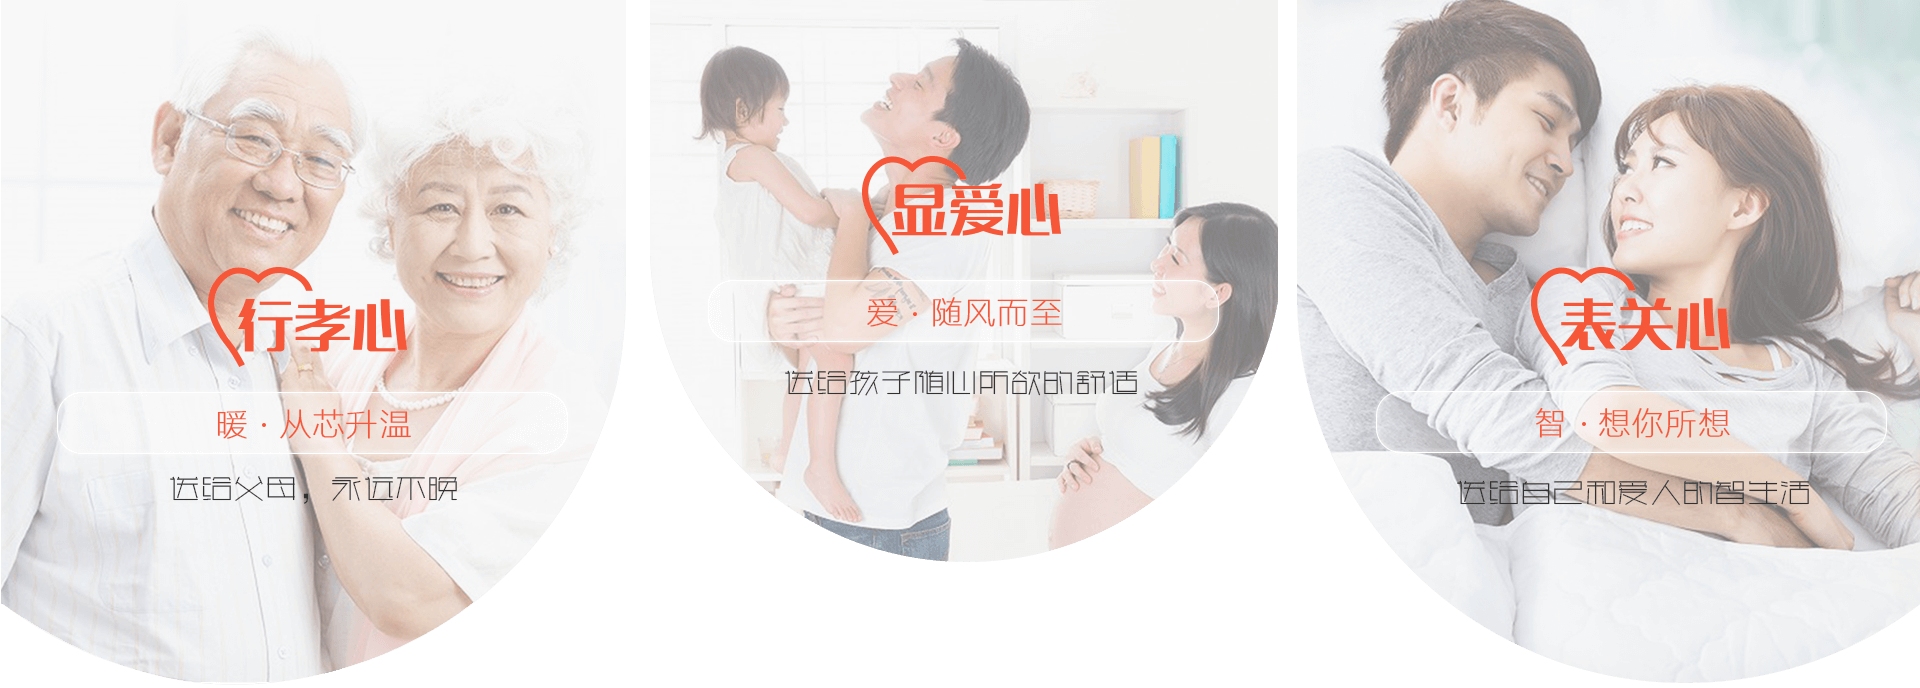 行孝心
暖·从芯升温
送给父母，永远不晚
显爱心
爱·随风而至
送给孩子随心所欲的舒适
表关心
智·想你所想
送给自己和爱人的智生活